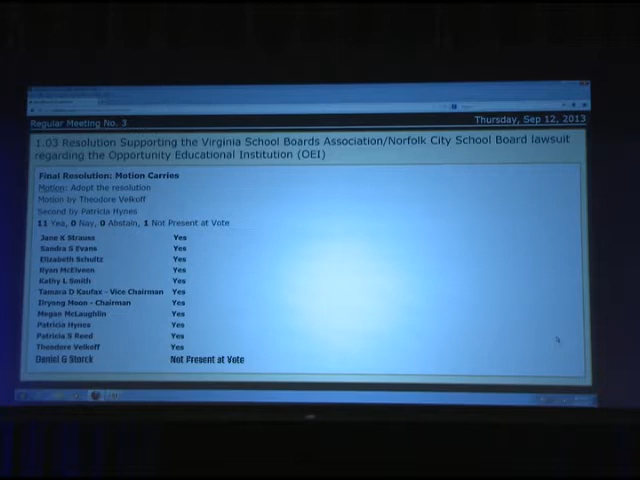 Regular Meeting No. 3
Thursday, Sep 12, 2013
1.03 Resolution Supporting the Virginia School Boards Association/Norfolk City School Board lawsuit
regarding the Opportunity Educational Institution (OEI)
Final Resolution: Motion Carries
Motion: Adopt the resolution
Motion by Theodore Velkoff
Second by Patricia Hynes
11 Yea, 0 Nay, 0 Abstain, 1 Not Present at Vote
Jane K Strauss Yes
Sandra S Evans Yes
Elizabeth Schultz Yes
Ryan McElveen Yes
Kathy L Smith Yes
Tamara D Kaufax - Vice Chairman Yes
Ilryong Moon - Chairman Yes
Megan McLaughlin Yes
Patricia Hynes Yes
Patricia S Reed Yes
Theodore Velkoff Yes
Daniel G Storck Not Present at Vote